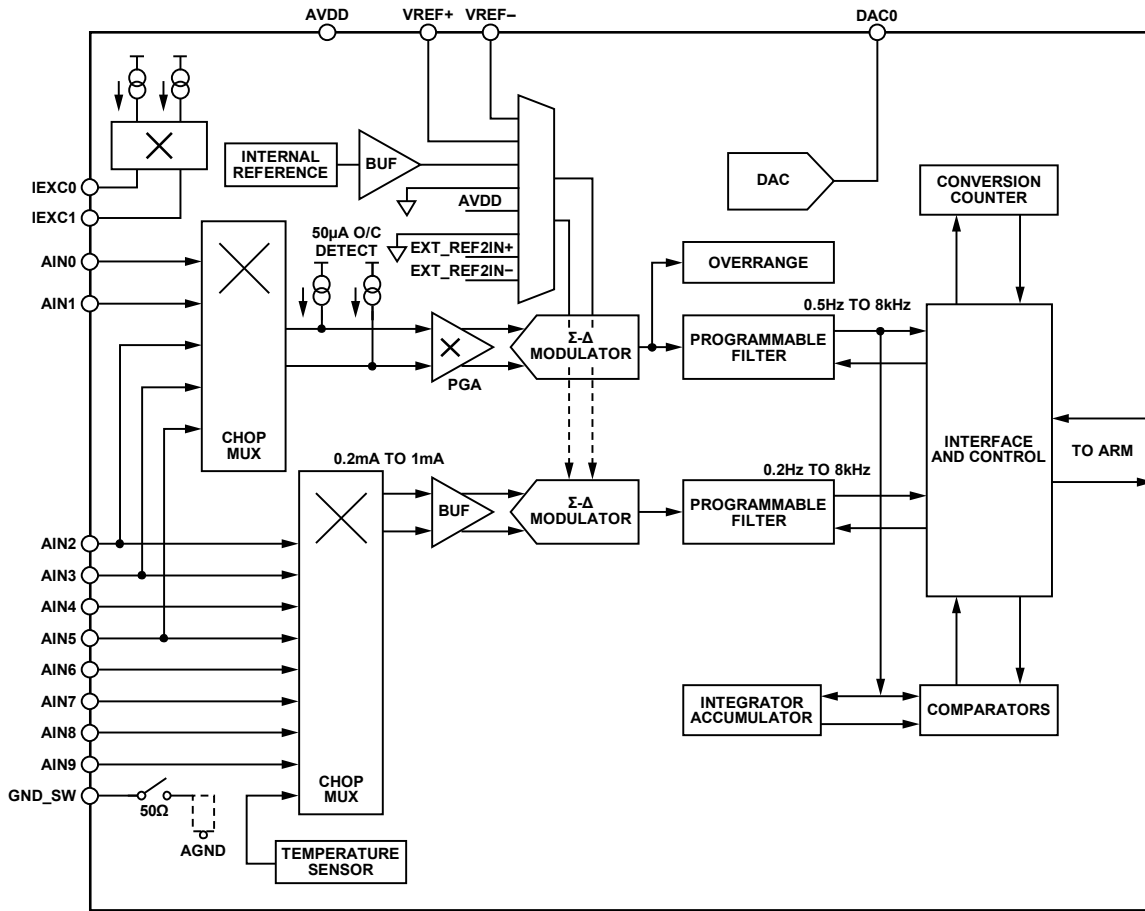 AVDD
VREF+
VREF–
DAC0
INTERNAL
REFERENCE
BUF
DAC
CONVERSION
COUNTER
IEXC0
IEXC1
AVDD
50µA O/C
DETECT
EXT_REF2IN+
EXT_REF2IN–
OVERRANGE
AIN0
AIN1
0.5Hz TO 8kHz
Σ-Δ
MODULATOR
PROGRAMMABLE
FILTER
PGA
CHOP
MUX
INTERFACE
AND CONTROL
TO ARM
0.2mA TO 1mA
0.2Hz TO 8kHz
BUF
Σ-Δ
MODULATOR
PROGRAMMABLE
FILTER
AIN2
AIN3
AIN4
AIN5
AIN6
AIN7
AIN8
AIN9
INTEGRATOR
ACCUMULATOR
COMPARATORS
CHOP
MUX
GND_SW
50Ω
AGND
TEMPERATURE
SENSOR